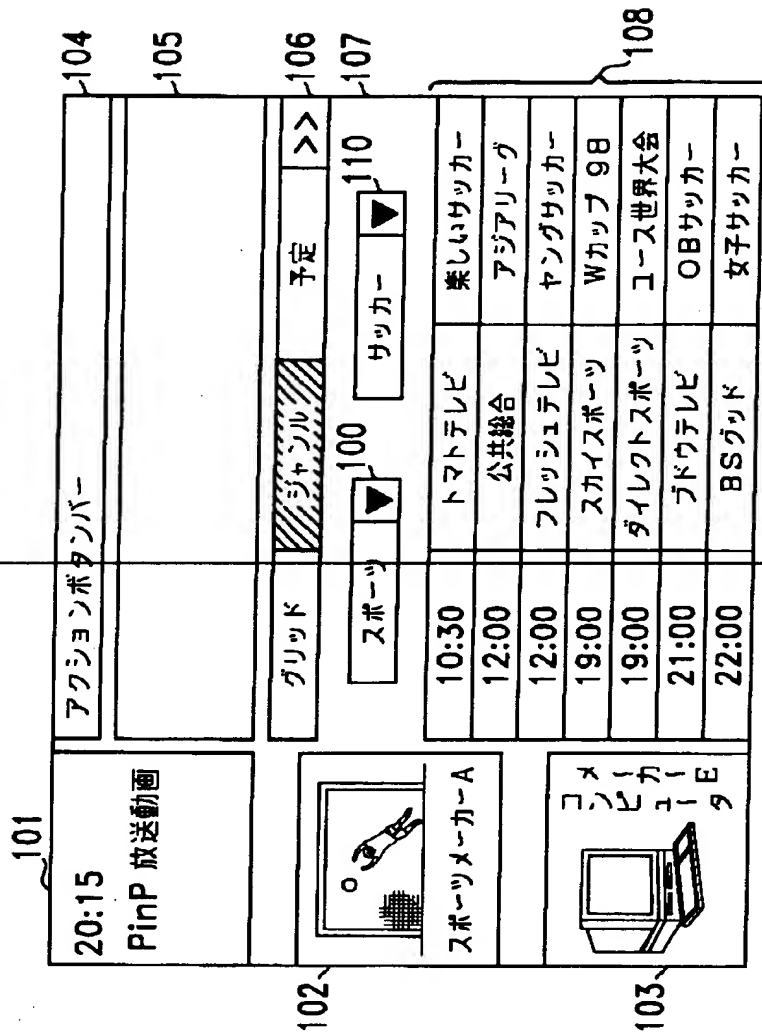 101
20:15
PinP 放送動画
102
スポーツメーカーA
103
コンピュータ
メーカーE
アクションボタンバー
104
105
グリッド
ジャンル
予定
>>
106
107
スポーツ
▼
100
サッカー
▼
110
10:30 トマトテレビ 楽しいサッカー
12:00 公共総合 アジアリーグ
12:00 フレッシュテレビ ヤングサッカー
19:00 スカイスポーツ Wカップ 98
19:00 ダイレクトスポーツ ユース世界大会
21:00 ブドウテレビ OBサッカー
22:00 BSグッド 女子サッカー
108